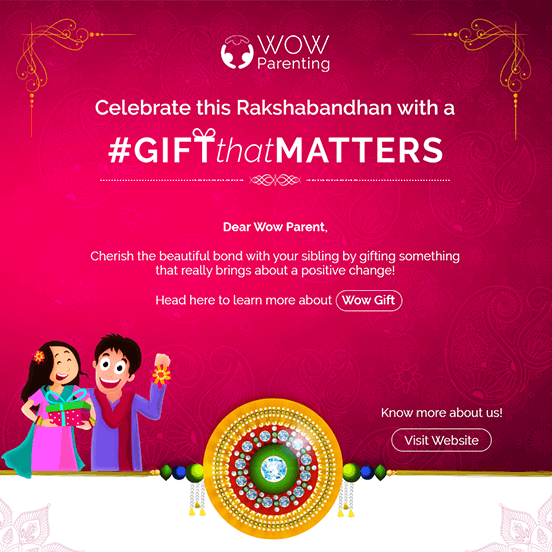 WOW
Parenting
Celebrate this Rakshabandhan with a
#GIFTthatMATTERS
Dear Wow Parent,
Cherish the beautiful bond with your sibling by gifting something
that really brings about a positive change!
Head here to learn more about Wow Gift
Know more about us!
Visit Website